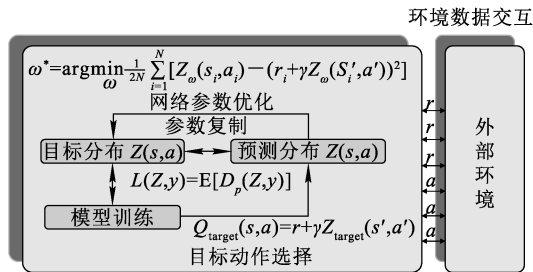 环境数据交互
ω*=argmin 1/2N Σ [Z_ω(s_i,a_i)−(r_i+γZ_ω(S_i′,a′))²]
ω N i=1
网络参数优化
参数复制
目标分布 Z(s,a) 预测分布 Z(s,a)
L(Z,y)=E[D_p(Z,y)]
模型训练
Q_target(s,a)=r+γZ_target(s′,a′)
目标动作选择
r
r
r
a
a
a
外部环境